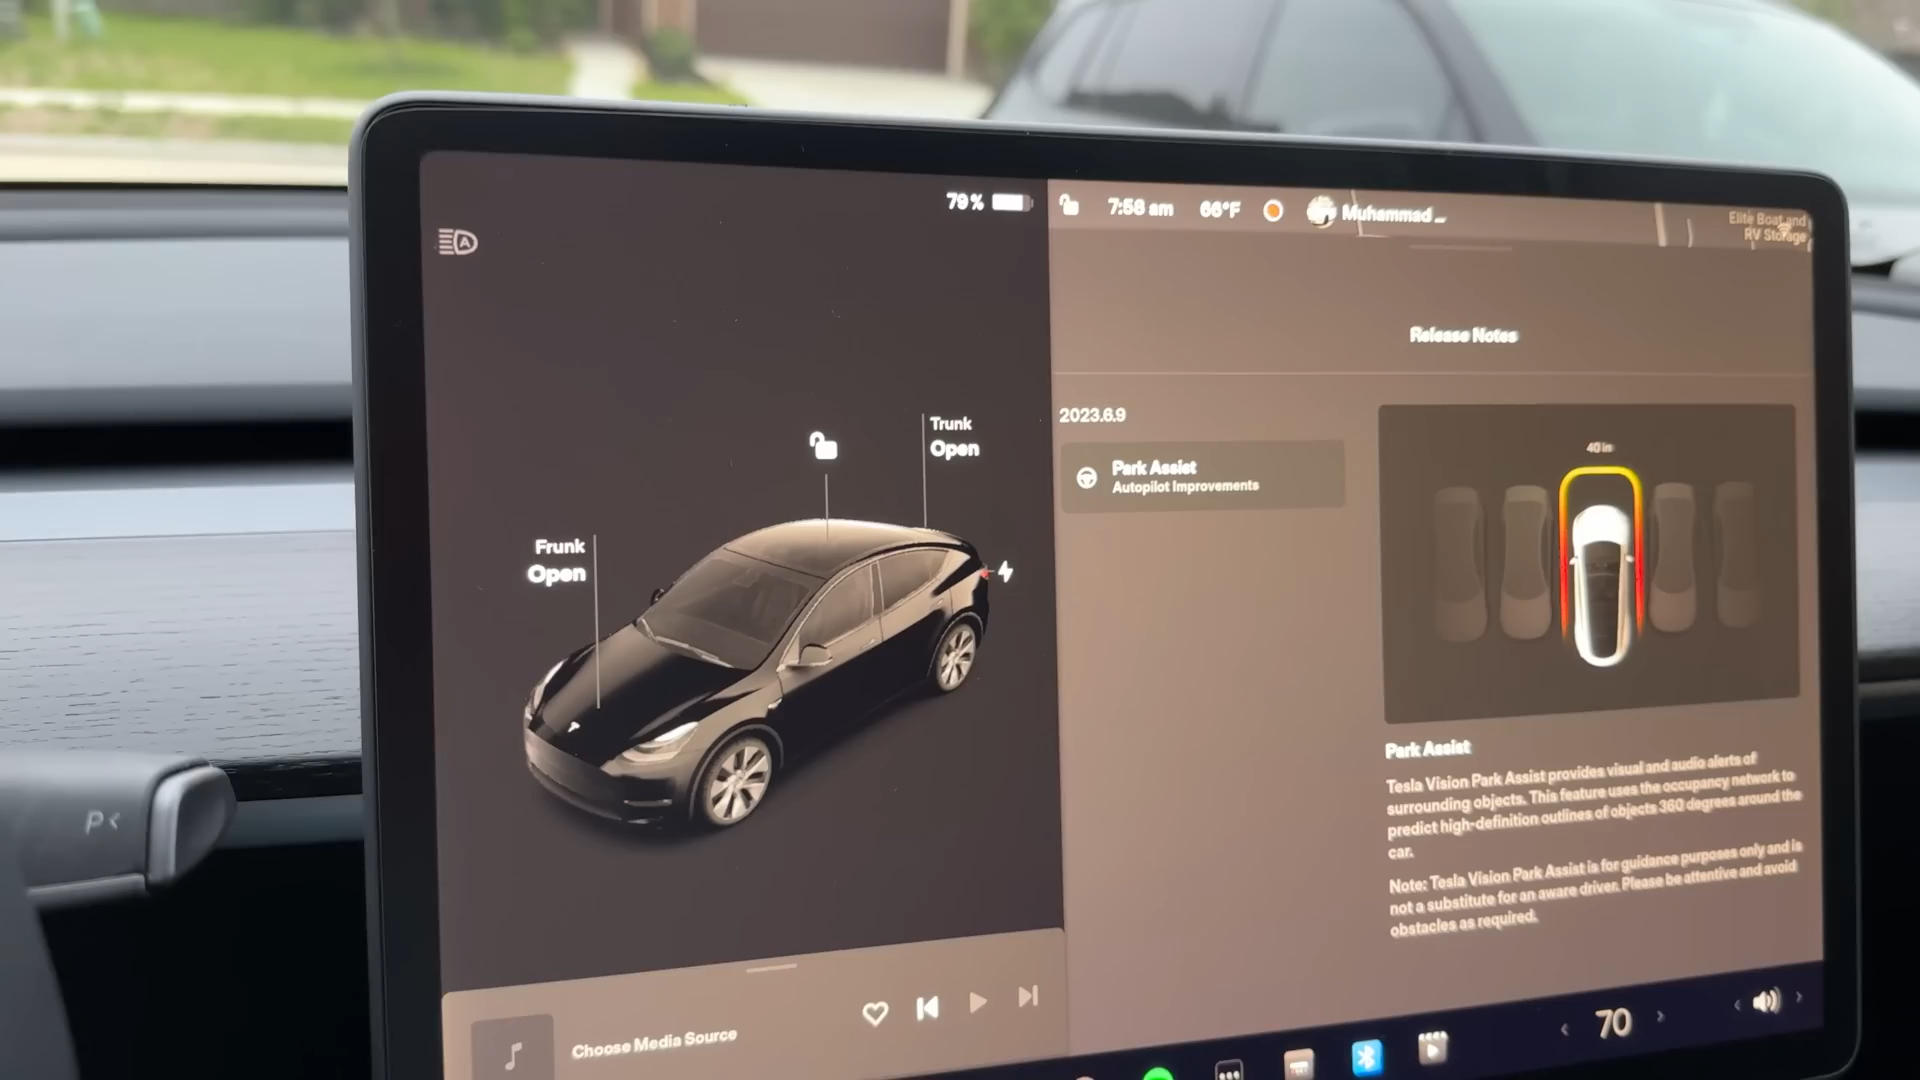 79%
7:58 am 66°F Muhammad ...
Elite Boat and
RV Storage
Release Notes
2023.6.9
Park Assist
Autopilot Improvements
40 in
Trunk
Open
Frunk
Open
Park Assist
Tesla Vision Park Assist provides visual and audio alerts of
surrounding objects. This feature uses the occupancy network to
predict high-definition outlines of objects 360 degrees around the
car.
Note: Tesla Vision Park Assist is for guidance purposes only and is
not a substitute for an aware driver. Please be attentive and avoid
obstacles as required.
P<
Choose Media Source
< 70 >